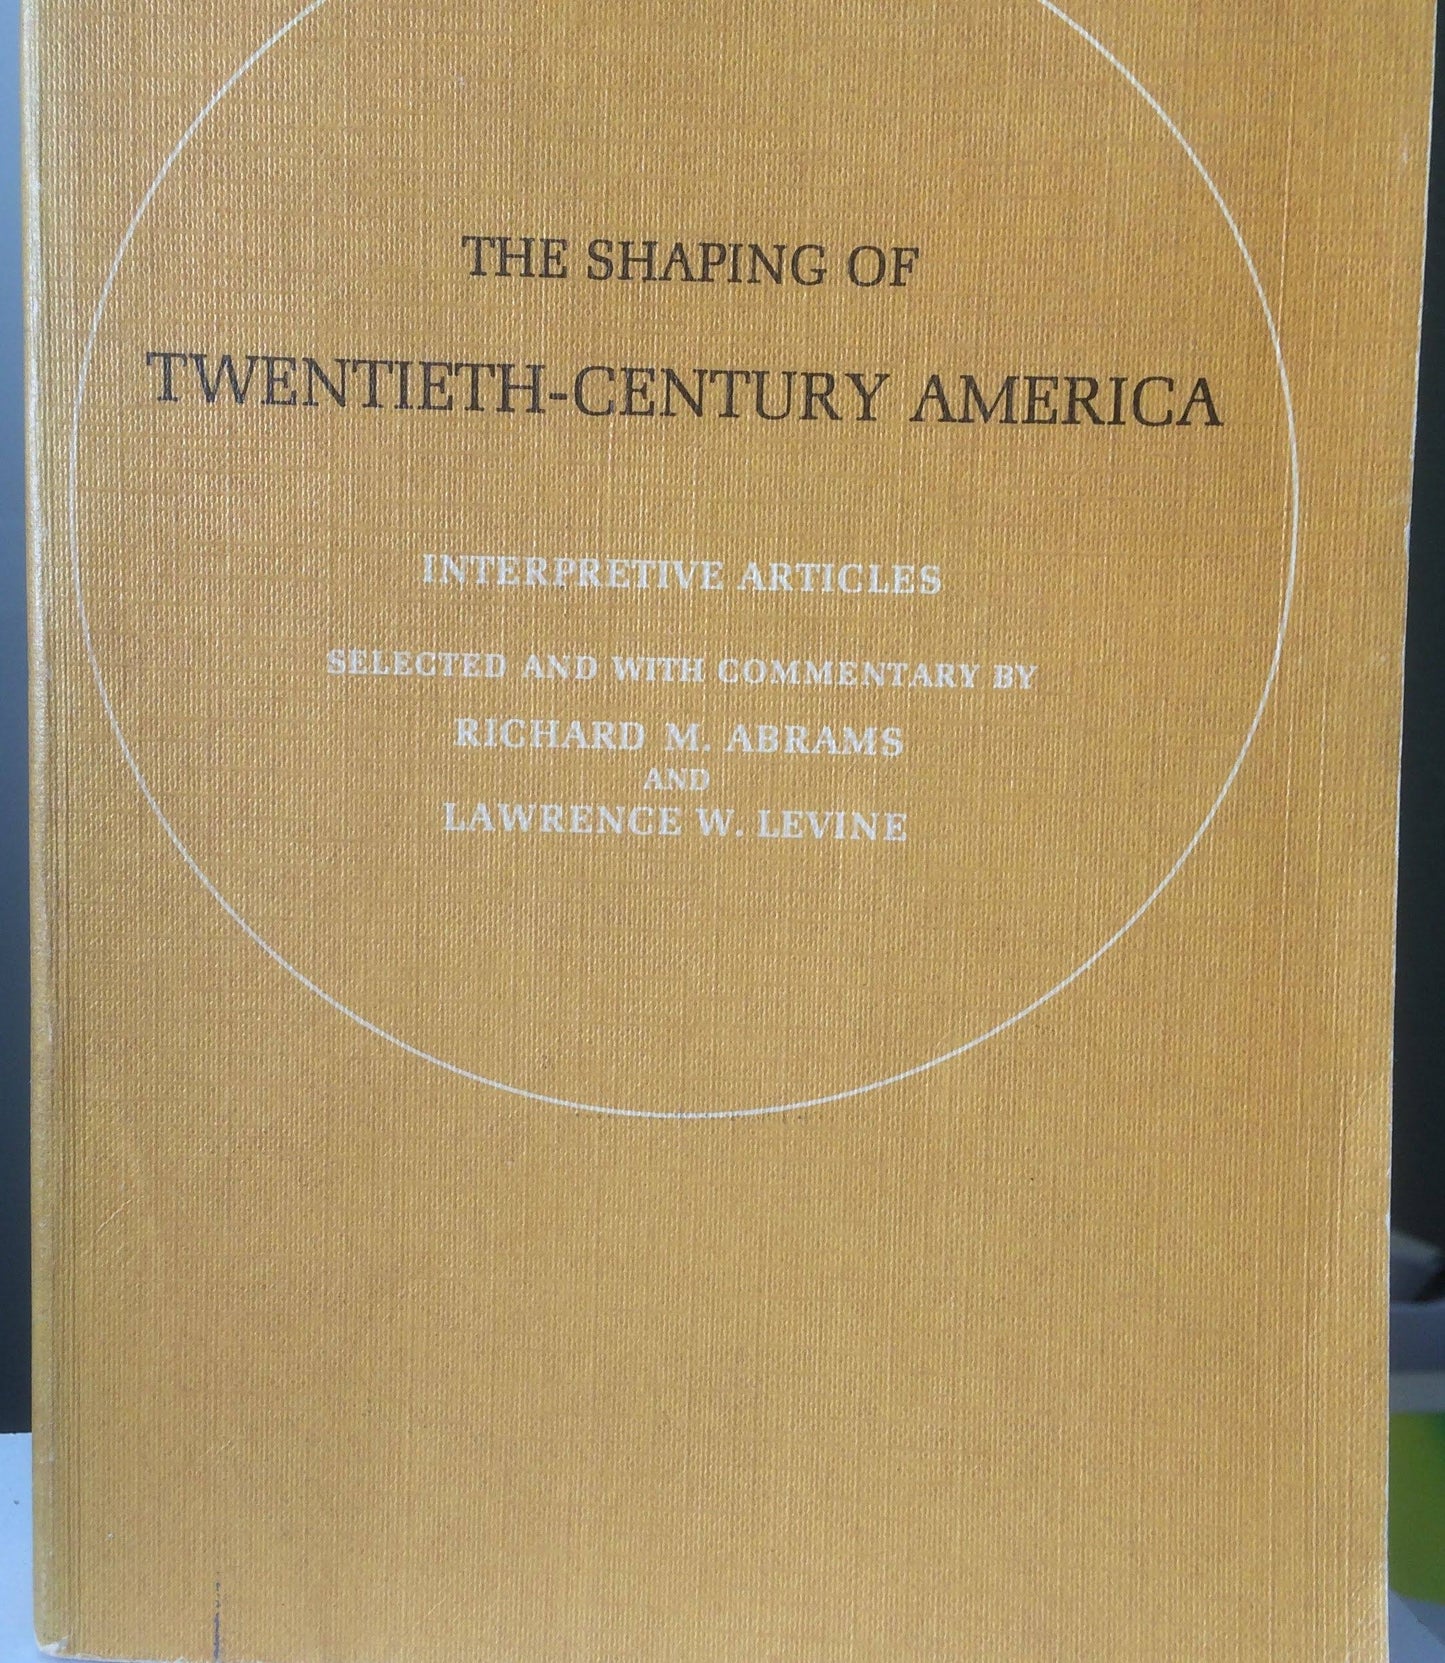 THE SHAPING OF
TWENTIETH-CENTURY AMERICA
INTERPRETIVE ARTICLES
SELECTED AND WITH COMMENTARY BY
RICHARD M. ABRAMS
AND
LAWRENCE W. LEVINE